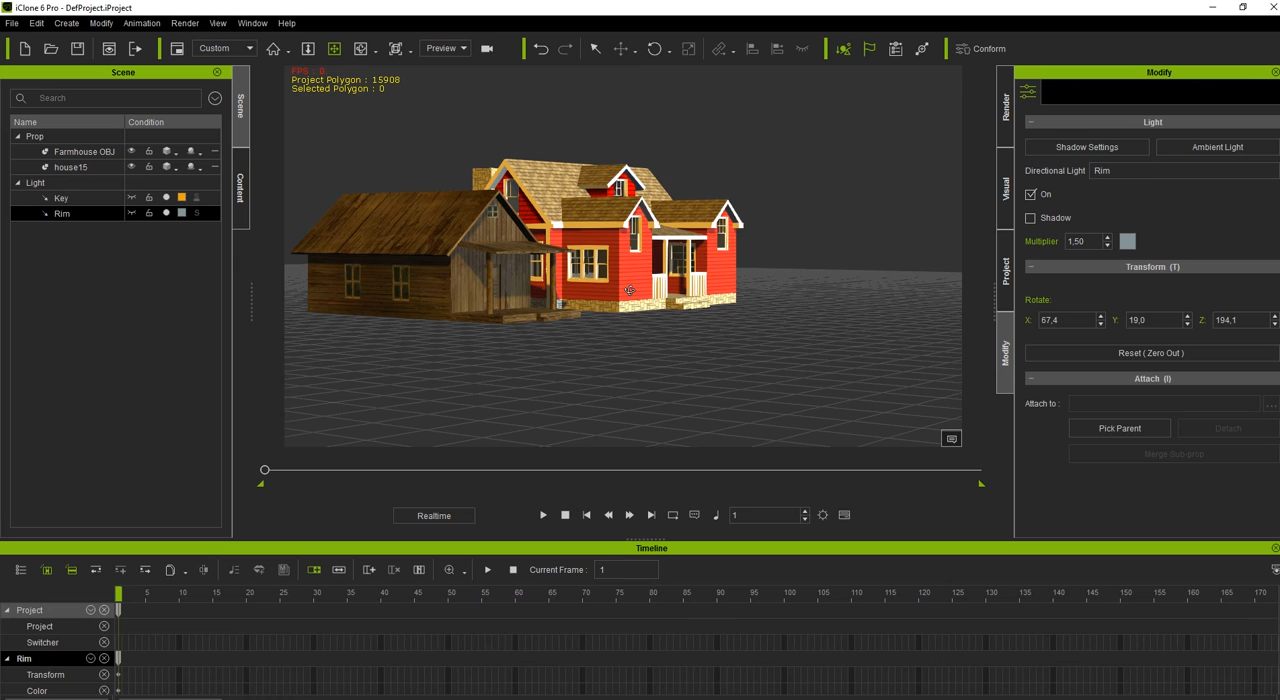 iClone 6 Pro - DefProject.iProject
File Edit Create Modify Animation Render View Window Help
Custom Preview Conform
Scene
Search
Name Condition
Prop
Farmhouse OBJ
house15
Light
Key
Rim S
Scene
Content
FPS : 0
Project Polygon : 15908
Selected Polygon : 0
Render
Visual
Project
Modify
Modify
Light
Shadow Settings Ambient Light
Directional Light Rim
On
Shadow
Multiplier 1,50
Transform (T)
Rotate:
X: 67,4 Y: 19,0 Z: 194,1
Reset ( Zero Out )
Attach (I)
Attach to : ...
Pick Parent Detach
Merge Sub-prop
Realtime 1
Timeline
Current Frame : 1
5 10 15 20 25 30 35 40 45 50 55 60 65 70 75 80 85 90 95 100 105 110 115 120 125 130 135 140 145 150 155 160 165 170
Project
Project
Switcher
Rim
Transform
Color